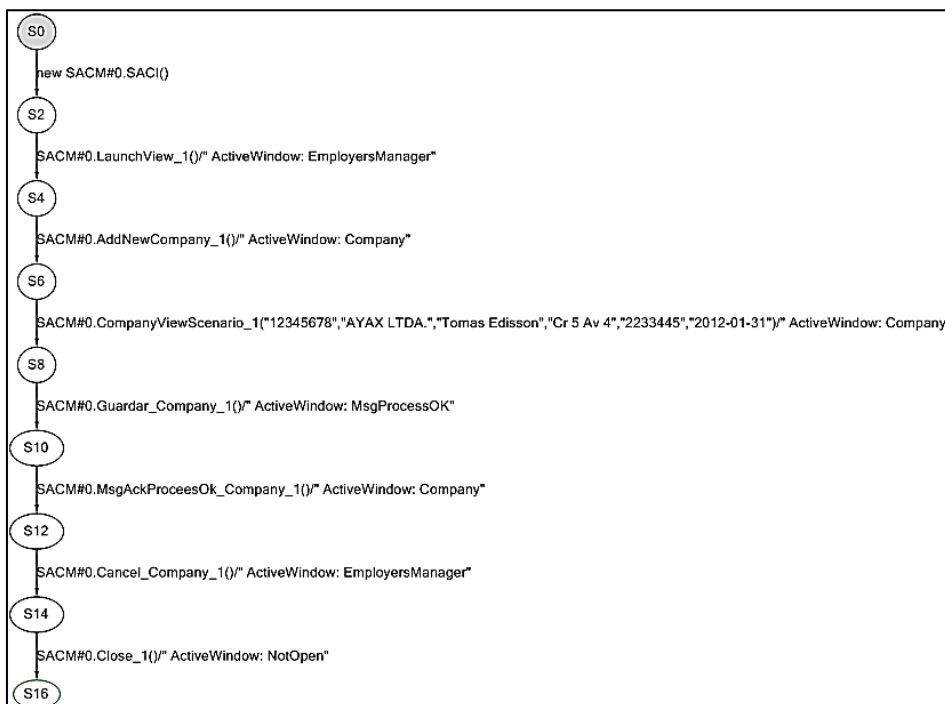 S0
new SACM#0.SACI()
S2
SACM#0.LaunchView_1()/" ActiveWindow: EmployersManager"
S4
SACM#0.AddNewCompany_1()/" ActiveWindow: Company"
S6
SACM#0.CompanyViewScenario_1("12345678","AYAX LTDA.","Tomas Edisson","Cr 5 Av 4","2233445","2012-01-31")/" ActiveWindow: Company
S8
SACM#0.Guardar_Company_1()/" ActiveWindow: MsgProcessOK"
S10
SACM#0.MsgAckProceesOk_Company_1()/" ActiveWindow: Company"
S12
SACM#0.Cancel_Company_1()/" ActiveWindow: EmployersManager"
S14
SACM#0.Close_1()/" ActiveWindow: NotOpen"
S16